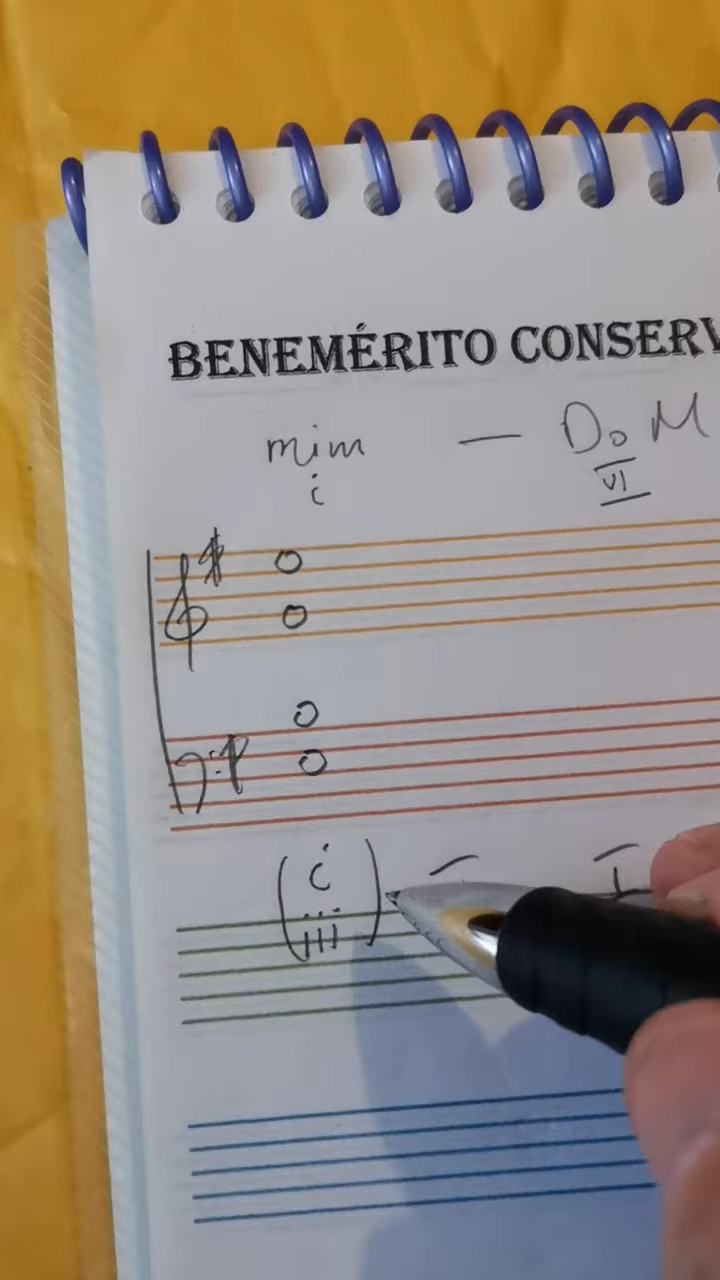 BENEMÉRITO CONSERV
mim — Do M
i VI
i — I
iii